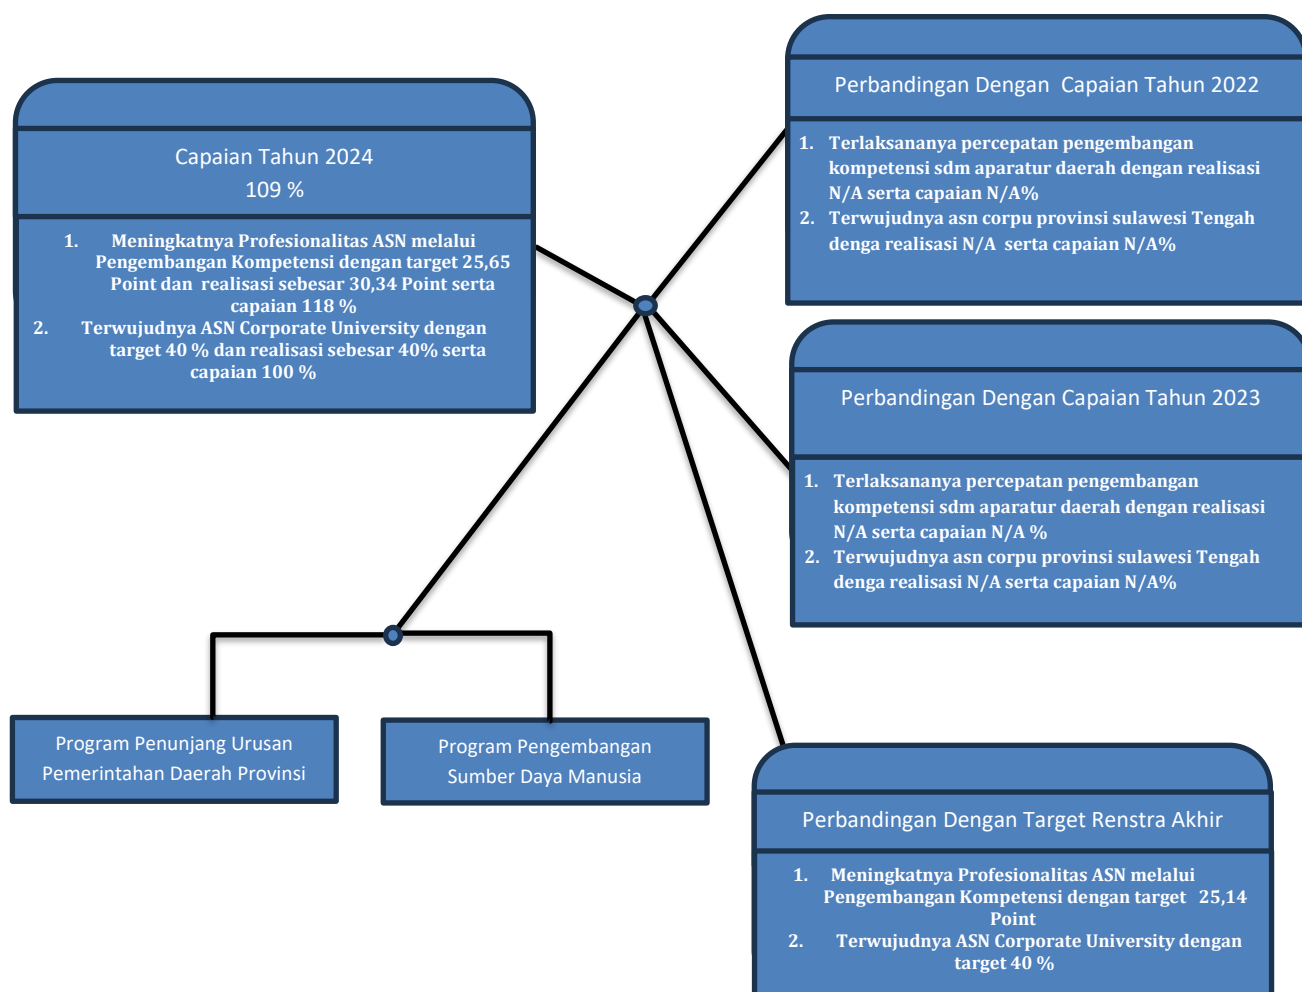 Capaian Tahun 2024
109 %
1. Meningkatnya Profesionalitas ASN melalui
Pengembangan Kompetensi dengan target 25,65
Point dan realisasi sebesar 30,34 Point serta
capaian 118 %
2. Terwujudnya ASN Corporate University dengan
target 40 % dan realisasi sebesar 40% serta
capaian 100 %
Perbandingan Dengan Capaian Tahun 2022
1. Terlaksananya percepatan pengembangan
kompetensi sdm aparatur daerah dengan realisasi
N/A serta capaian N/A%
2. Terwujudnya asn corpu provinsi sulawesi Tengah
denga realisasi N/A serta capaian N/A%
Perbandingan Dengan Capaian Tahun 2023
1. Terlaksananya percepatan pengembangan
kompetensi sdm aparatur daerah dengan realisasi
N/A serta capaian N/A %
2. Terwujudnya asn corpu provinsi sulawesi Tengah
denga realisasi N/A serta capaian N/A%
Program Penunjang Urusan
Pemerintahan Daerah Provinsi
Program Pengembangan
Sumber Daya Manusia
Perbandingan Dengan Target Renstra Akhir
1. Meningkatnya Profesionalitas ASN melalui
Pengembangan Kompetensi dengan target 25,14
Point
2. Terwujudnya ASN Corporate University dengan
target 40 %